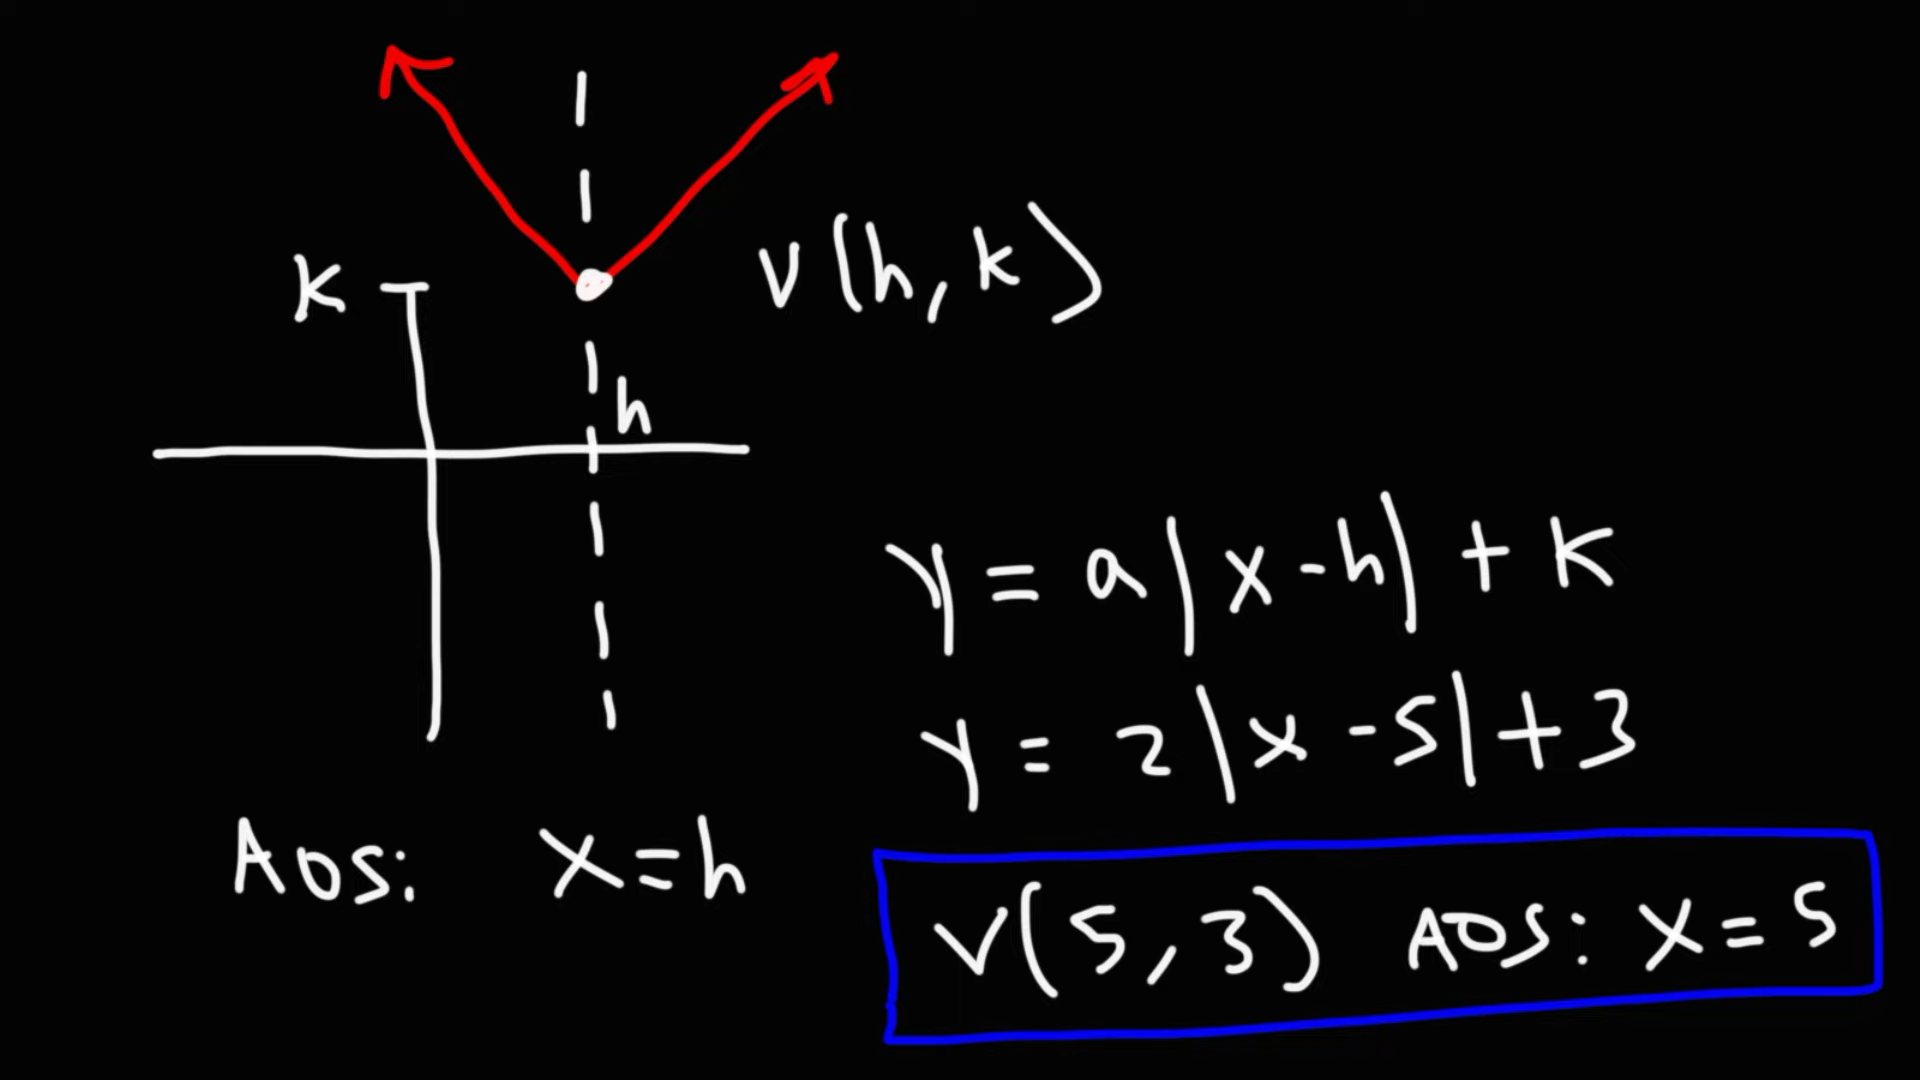 K
V(h, k)
h
y = a|x - h| + K
y = 2|x - 5| + 3
AOS: x = h
V(5, 3) AOS: x = 5